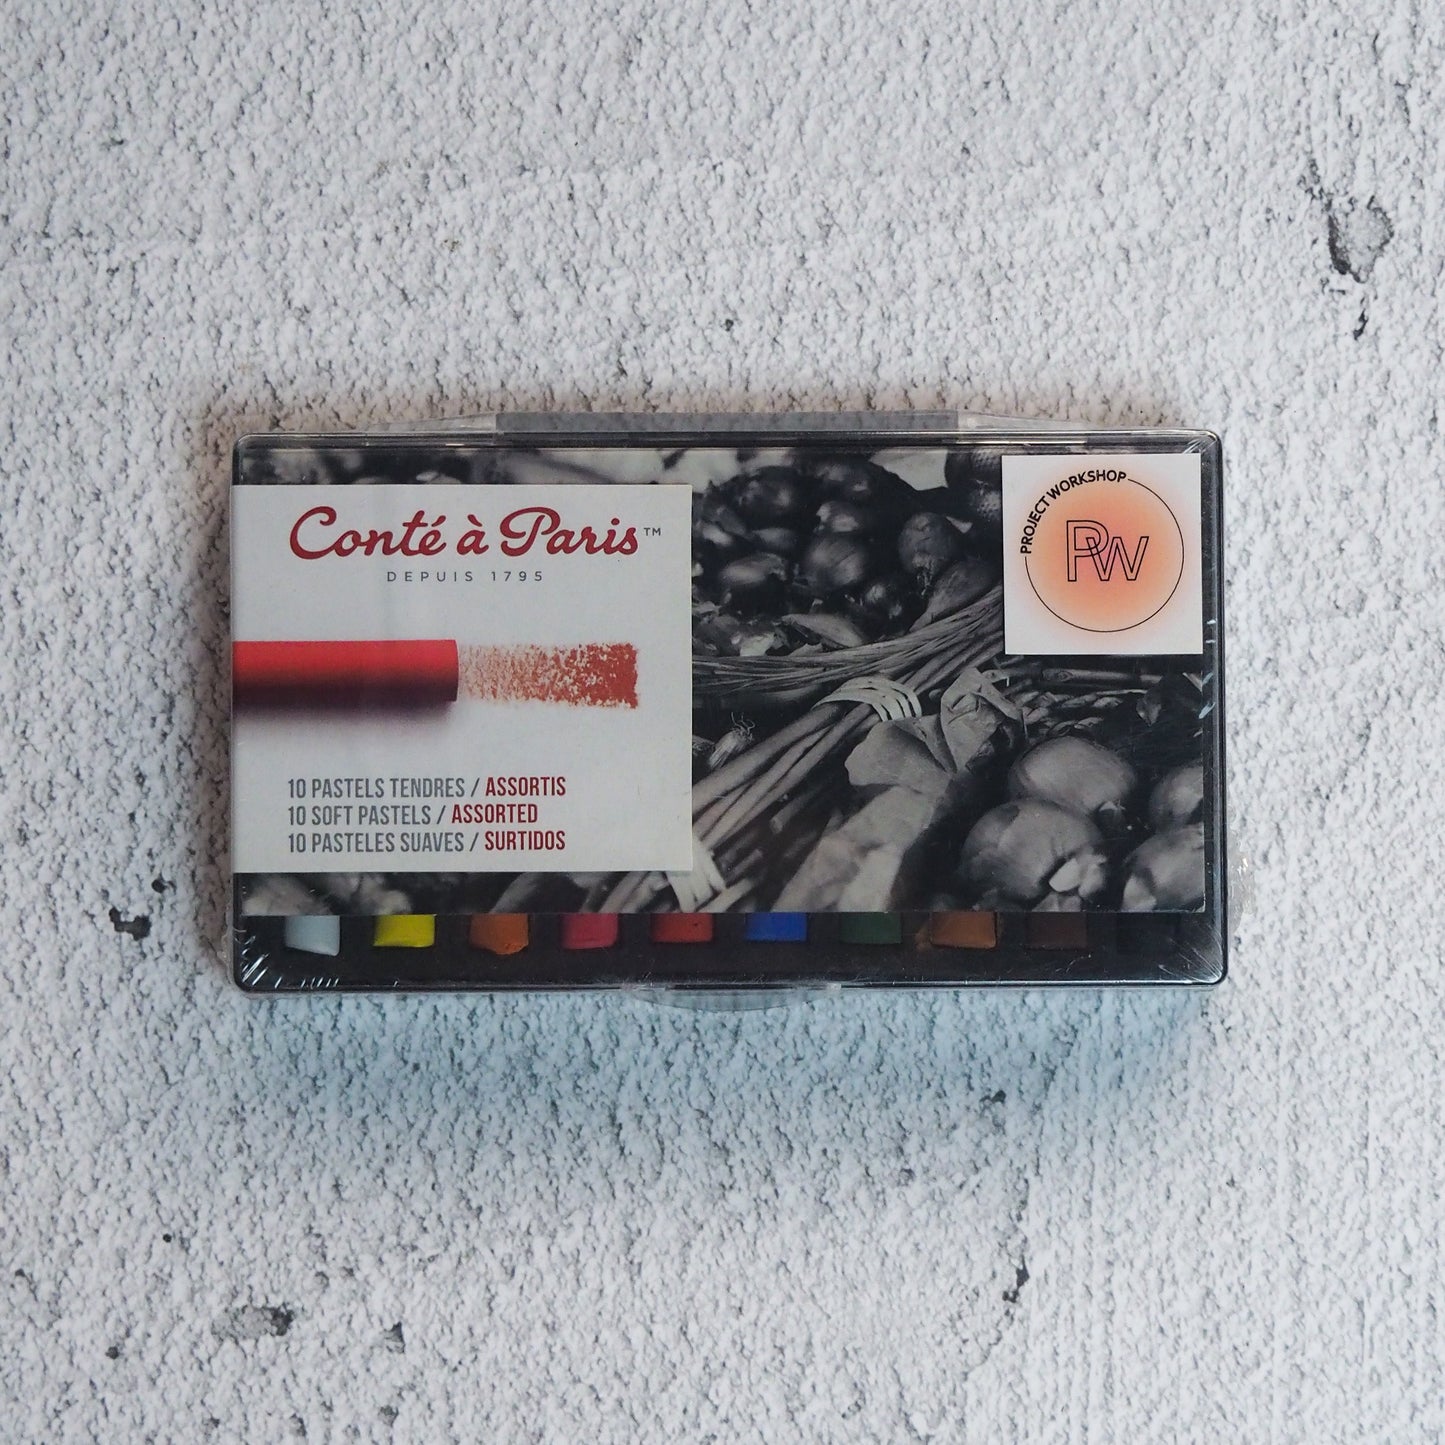 Conté à Paris™
DEPUIS 1795
10 PASTELS TENDRES / ASSORTIS
10 SOFT PASTELS / ASSORTED
10 PASTELES SUAVES / SURTIDOS
PROJECT WORKSHOP
PW